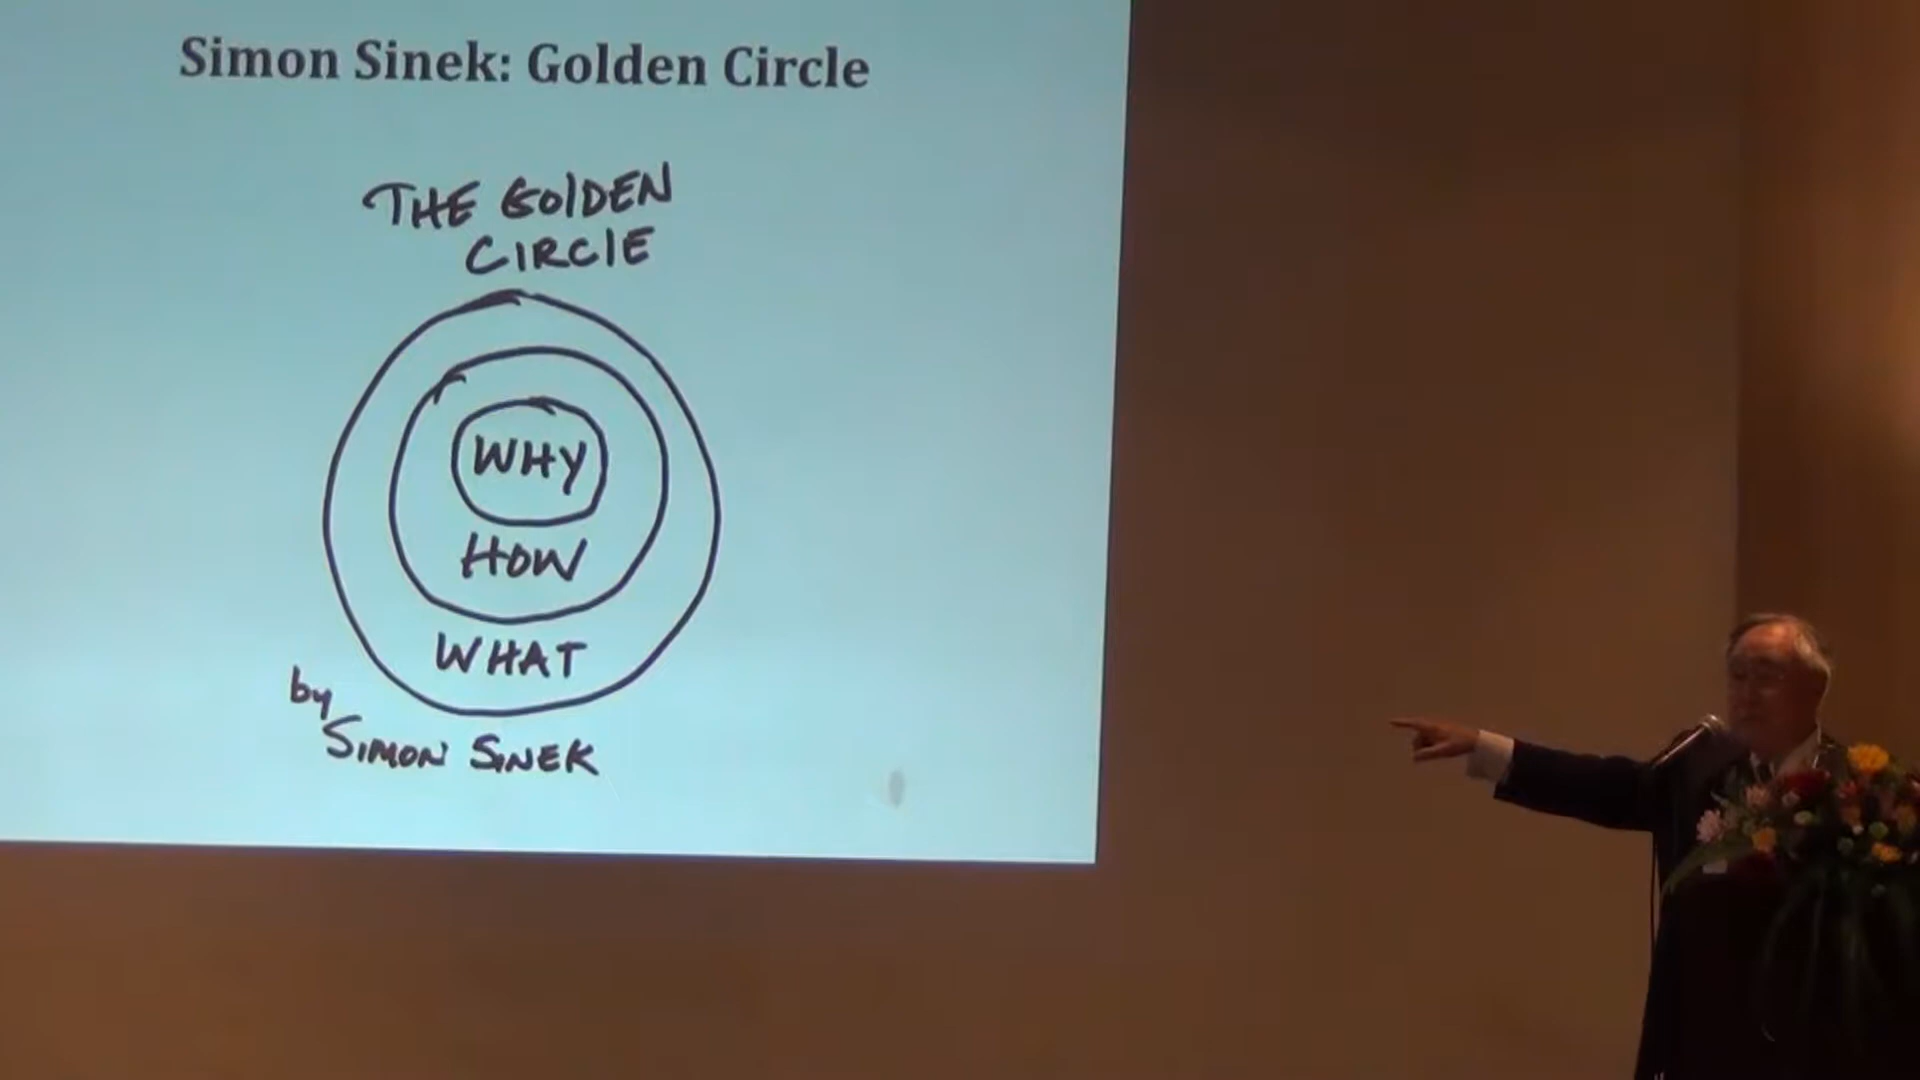 Simon Sinek: Golden Circle
THE GOlDEN
CIRClE
WHY
HOW
WHAT
by
SIMON SINEK